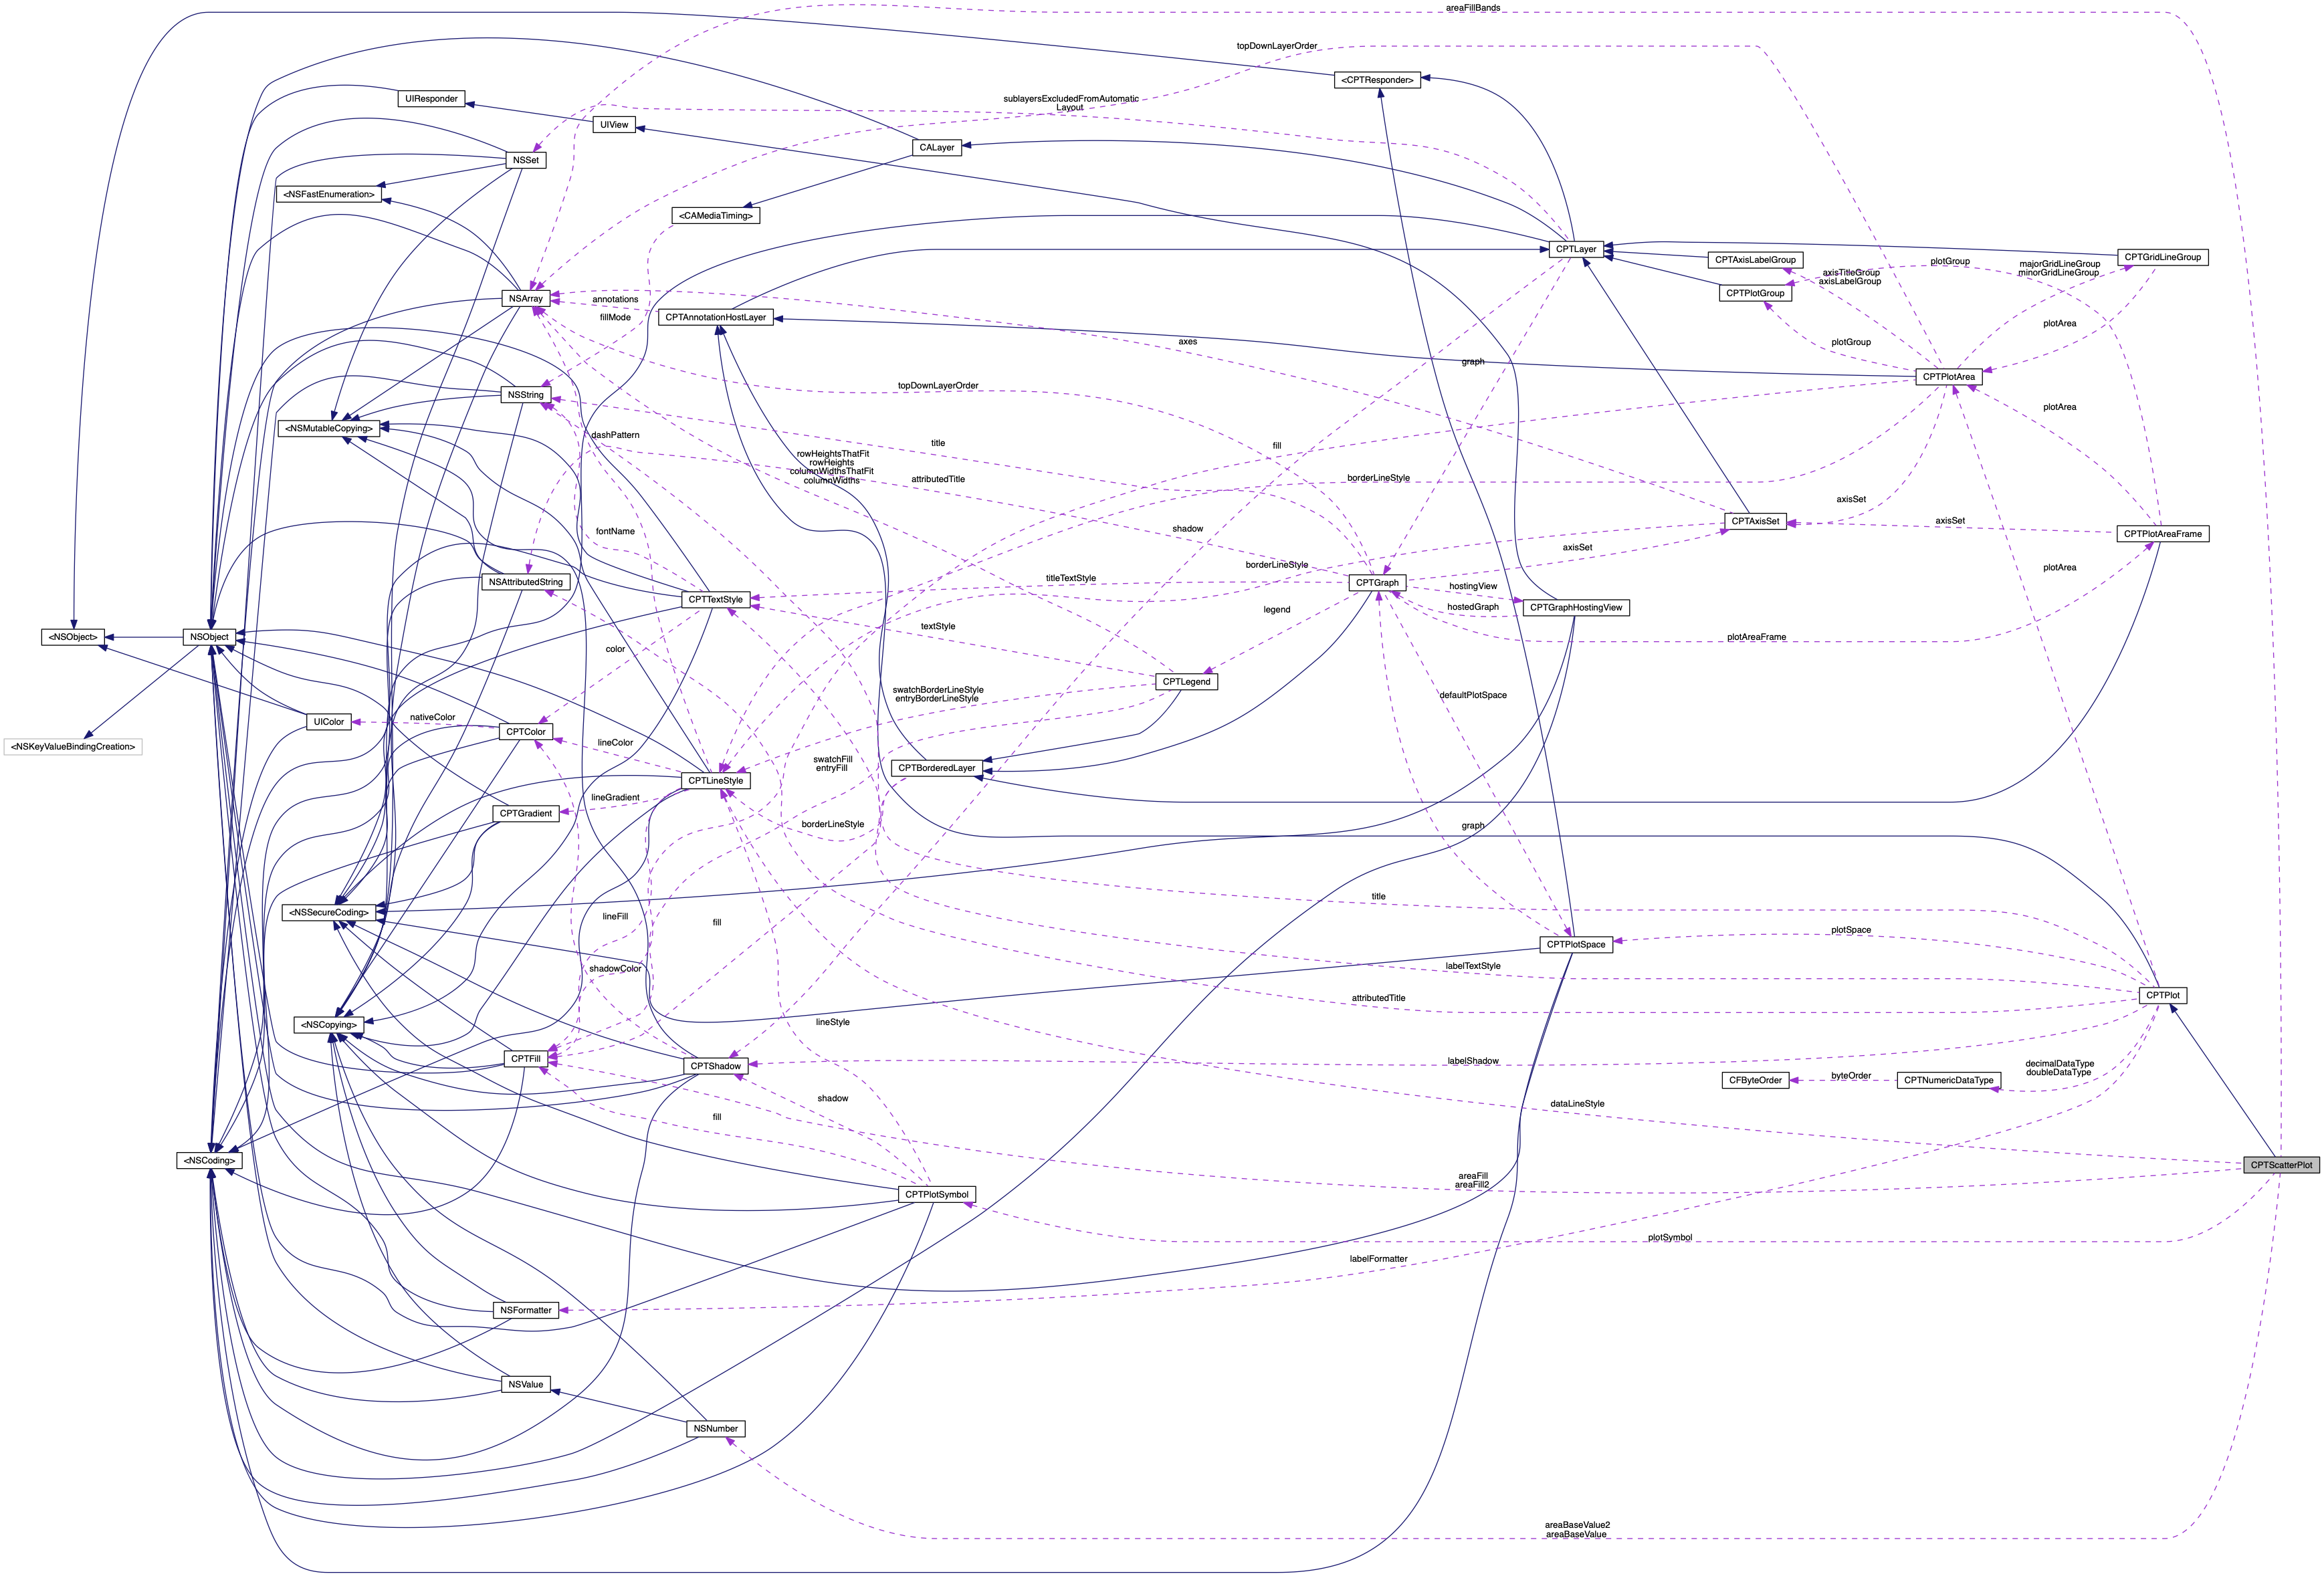 areaFillBands
topDownLayerOrder
<CPTResponder>
UIResponder
sublayersExcludedFromAutomatic
Layout
UIView
CALayer
NSSet
<NSFastEnumeration>
<CAMediaTiming>
CPTLayer
CPTAxisLabelGroup
CPTGridLineGroup
plotGroup
majorGridLineGroup
minorGridLineGroup
axisTitleGroup
axisLabelGroup
CPTPlotGroup
NSArray
annotations
CPTAnnotationHostLayer
fillMode
plotArea
axes
plotGroup
graph
CPTPlotArea
topDownLayerOrder
NSString
plotArea
<NSMutableCopying>
dashPattern
title
fill
rowHeightsThatFit
rowHeights
columnWidthsThatFit
columnWidths
attributedTitle
borderLineStyle
axisSet
fontName
shadow
CPTAxisSet
axisSet
CPTPlotAreaFrame
axisSet
borderLineStyle
plotArea
NSAttributedString
titleTextStyle
CPTGraph
hostingView
CPTTextStyle
hostedGraph
CPTGraphHostingView
legend
textStyle
<NSObject>
NSObject
plotAreaFrame
color
CPTLegend
swatchBorderLineStyle
entryBorderLineStyle
defaultPlotSpace
nativeColor
UIColor
CPTColor
<NSKeyValueBindingCreation>
lineColor
swatchFill
entryFill
CPTBorderedLayer
CPTLineStyle
lineGradient
CPTGradient
borderLineStyle
graph
title
<NSSecureCoding>
lineFill
fill
plotSpace
CPTPlotSpace
shadowColor
labelTextStyle
CPTPlot
attributedTitle
<NSCopying>
lineStyle
CPTFill
CPTShadow
labelShadow
decimalDataType
doubleDataType
CFByteOrder
byteOrder
CPTNumericDataType
shadow
dataLineStyle
fill
<NSCoding>
CPTScatterPlot
areaFill
areaFill2
CPTPlotSymbol
plotSymbol
labelFormatter
NSFormatter
NSValue
NSNumber
areaBaseValue2
areaBaseValue